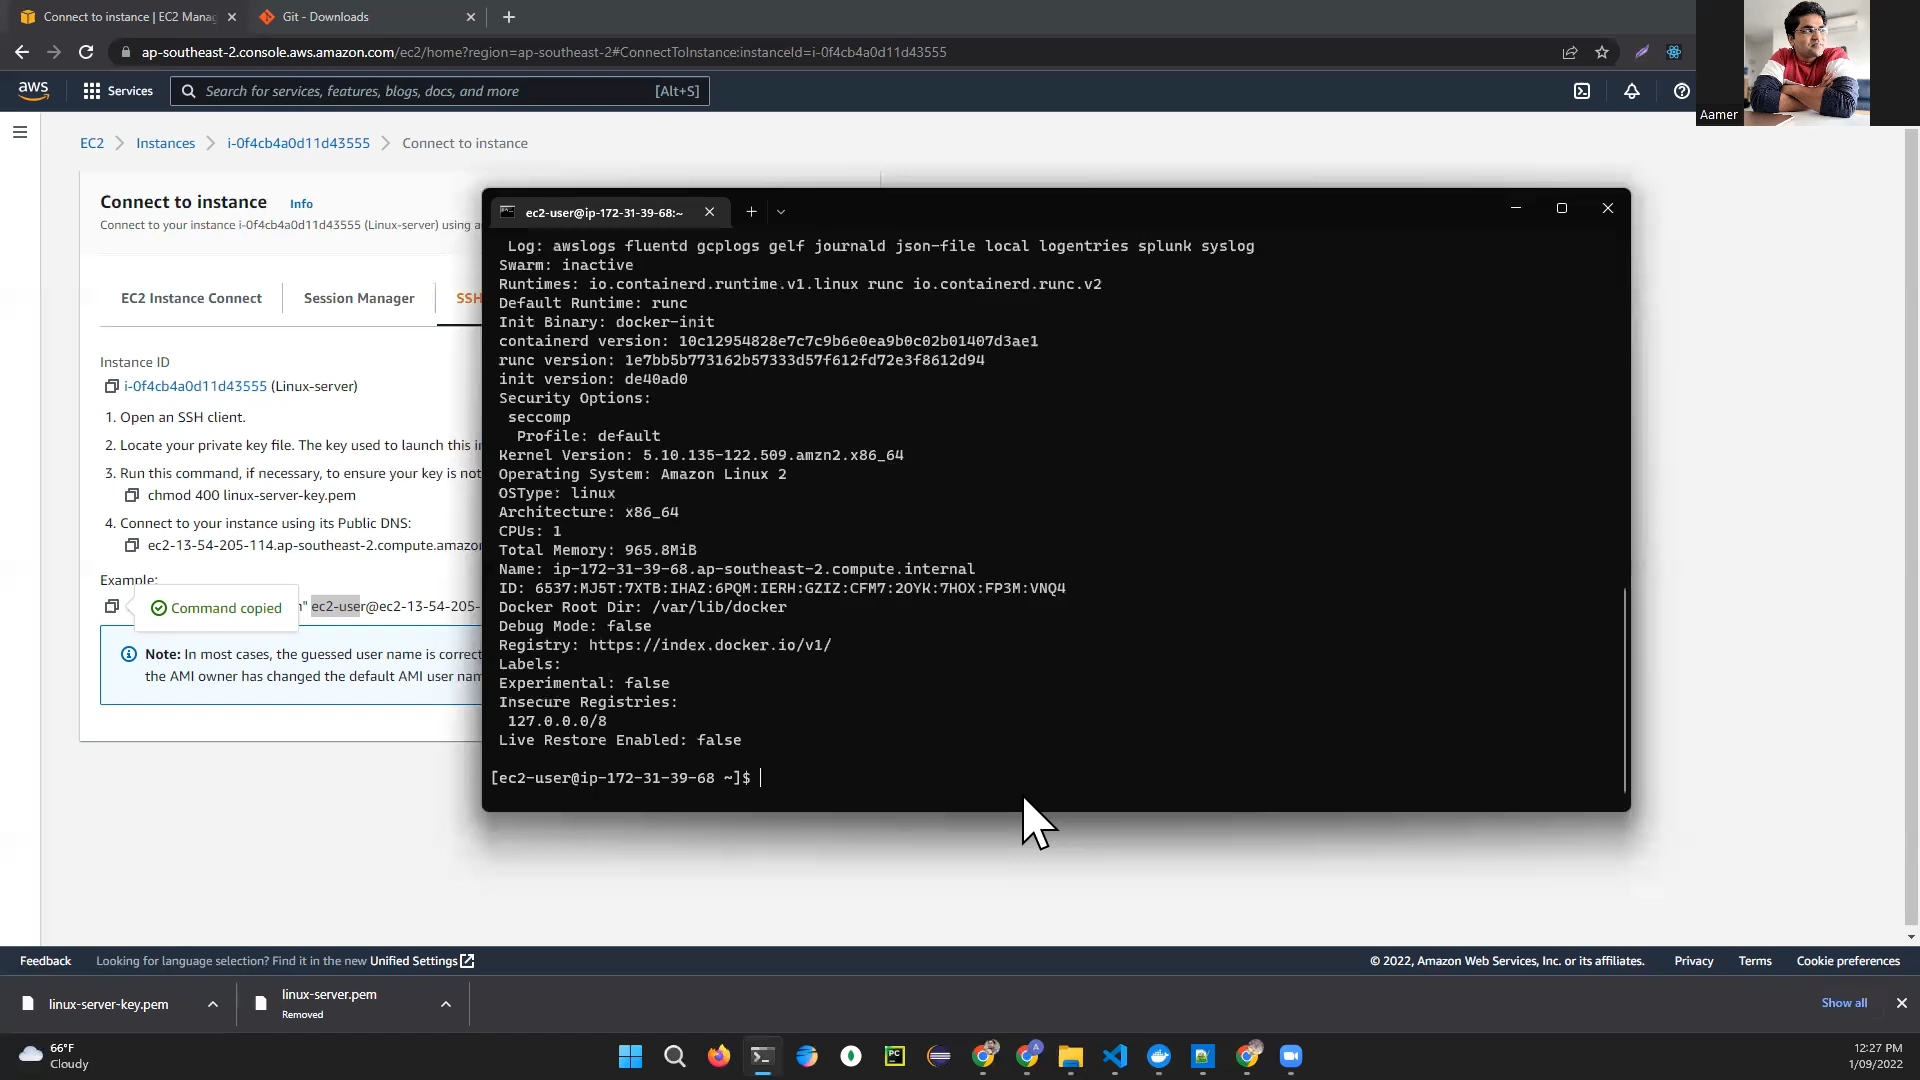 Connect to instance | EC2 Mana
Git - Downloads
ap-southeast-2.console.aws.amazon.com/ec2/home?region=ap-southeast-2#ConnectToInstance:instanceId=i-0f4cb4a0d11d43555
aws
Services
Search for services, features, blogs, docs, and more
[Alt+S]
Aamer
EC2
Instances
i-0f4cb4a0d11d43555
Connect to instance
Connect to instance
Info
Connect to your instance i-0f4cb4a0d11d43555 (Linux-server) using a
EC2 Instance Connect
Session Manager
SSH
Instance ID
i-0f4cb4a0d11d43555 (Linux-server)
1. Open an SSH client.
2. Locate your private key file. The key used to launch this in
3. Run this command, if necessary, to ensure your key is not
chmod 400 linux-server-key.pem
4. Connect to your instance using its Public DNS:
ec2-13-54-205-114.ap-southeast-2.compute.amazon
Example:
Command copied
" ec2-user@ec2-13-54-205-
Note: In most cases, the guessed user name is correct
the AMI owner has changed the default AMI user nam
ec2-user@ip-172-31-39-68:~
Log: awslogs fluentd gcplogs gelf journald json-file local logentries splunk syslog
Swarm: inactive
Runtimes: io.containerd.runtime.v1.linux runc io.containerd.runc.v2
Default Runtime: runc
Init Binary: docker-init
containerd version: 10c12954828e7c7c9b6e0ea9b0c02b01407d3ae1
runc version: 1e7bb5b773162b57333d57f612fd72e3f8612d94
init version: de40ad0
Security Options:
seccomp
Profile: default
Kernel Version: 5.10.135-122.509.amzn2.x86_64
Operating System: Amazon Linux 2
OSType: linux
Architecture: x86_64
CPUs: 1
Total Memory: 965.8MiB
Name: ip-172-31-39-68.ap-southeast-2.compute.internal
ID: 6537:MJ5T:7XTB:IHAZ:6PQM:IERH:GZIZ:CFM7:2OYK:7HOX:FP3M:VNQ4
Docker Root Dir: /var/lib/docker
Debug Mode: false
Registry: https://index.docker.io/v1/
Labels:
Experimental: false
Insecure Registries:
127.0.0.0/8
Live Restore Enabled: false
[ec2-user@ip-172-31-39-68 ~]$
Feedback
Looking for language selection? Find it in the new Unified Settings
© 2022, Amazon Web Services, Inc. or its affiliates.
Privacy
Terms
Cookie preferences
linux-server-key.pem
linux-server.pem
Removed
Show all
66°F
Cloudy
PC
A
12:27 PM
1/09/2022